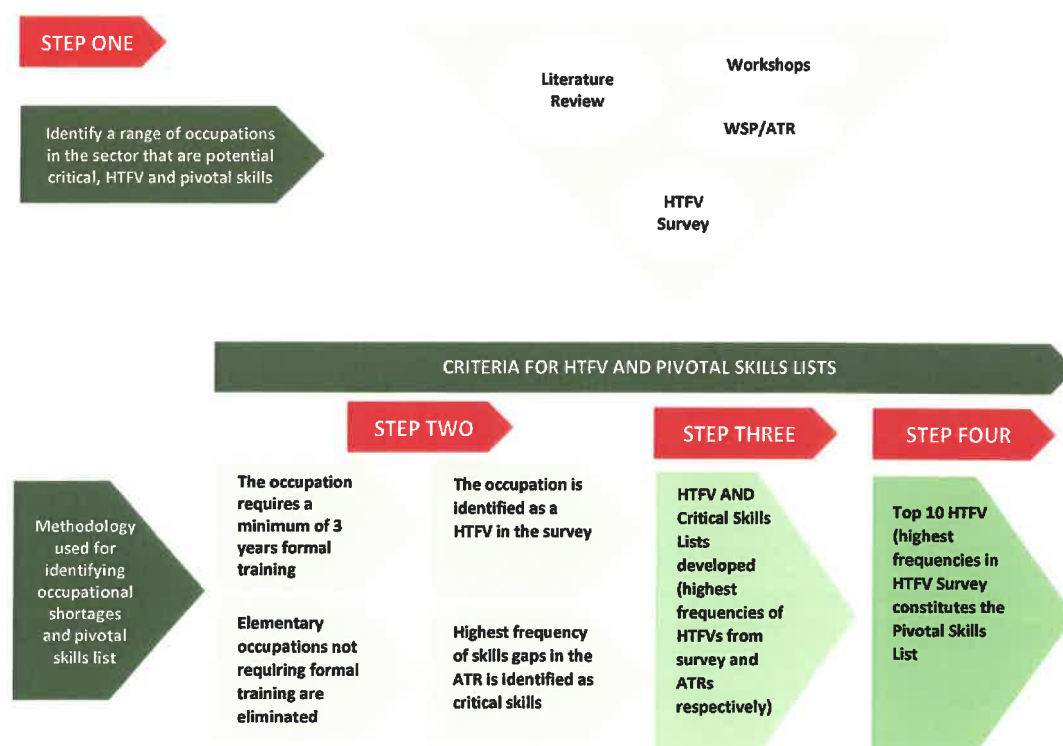 STEP ONE
Identify a range of occupations
in the sector that are potential
critical, HTFV and pivotal skills
Literature
Review
Workshops
WSP/ATR
HTFV
Survey
CRITERIA FOR HTFV AND PIVOTAL SKILLS LISTS
STEP TWO
STEP THREE
STEP FOUR
Methodology
used for
identifying
occupational
shortages
and pivotal
skills list
The occupation
requires a
minimum of 3
years formal
training
The occupation is
identified as a
HTFV in the survey
Elementary
occupations not
requiring formal
training are
eliminated
Highest frequency
of skills gaps in the
ATR is identified as
critical skills
HTFV AND
Critical Skills
Lists
developed
(highest
frequencies of
HTFVs from
survey and
ATRs
respectively)
Top 10 HTFV
(highest
frequencies in
HTFV Survey
constitutes the
Pivotal Skills
List